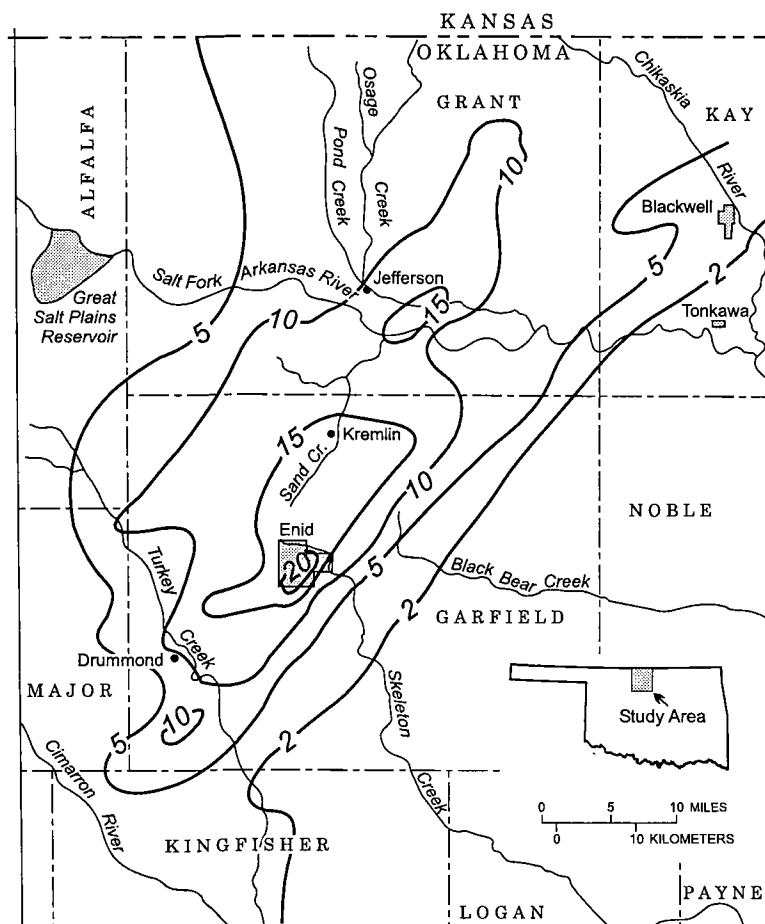 KANSAS
OKLAHOMA
GRANT
KAY
ALFALFA
Pond Creek
Osage
Creek
Chikaskia
River
10
Blackwell
5
2
Tonkawa
Great
Salt Plains
Reservoir
Salt Fork
Arkansas River
Jefferson
5
10
15
15
Kremlin
Sand Cr.
10
NOBLE
Enid
20
5
Black Bear Creek
2
GARFIELD
Turkey
Creek
Drummond
MAJOR
10
5
2
Skeleton
Creek
Study Area
Cimarron
River
0 5 10 MILES
0 10 KILOMETERS
KINGFISHER
LOGAN
PAYNE